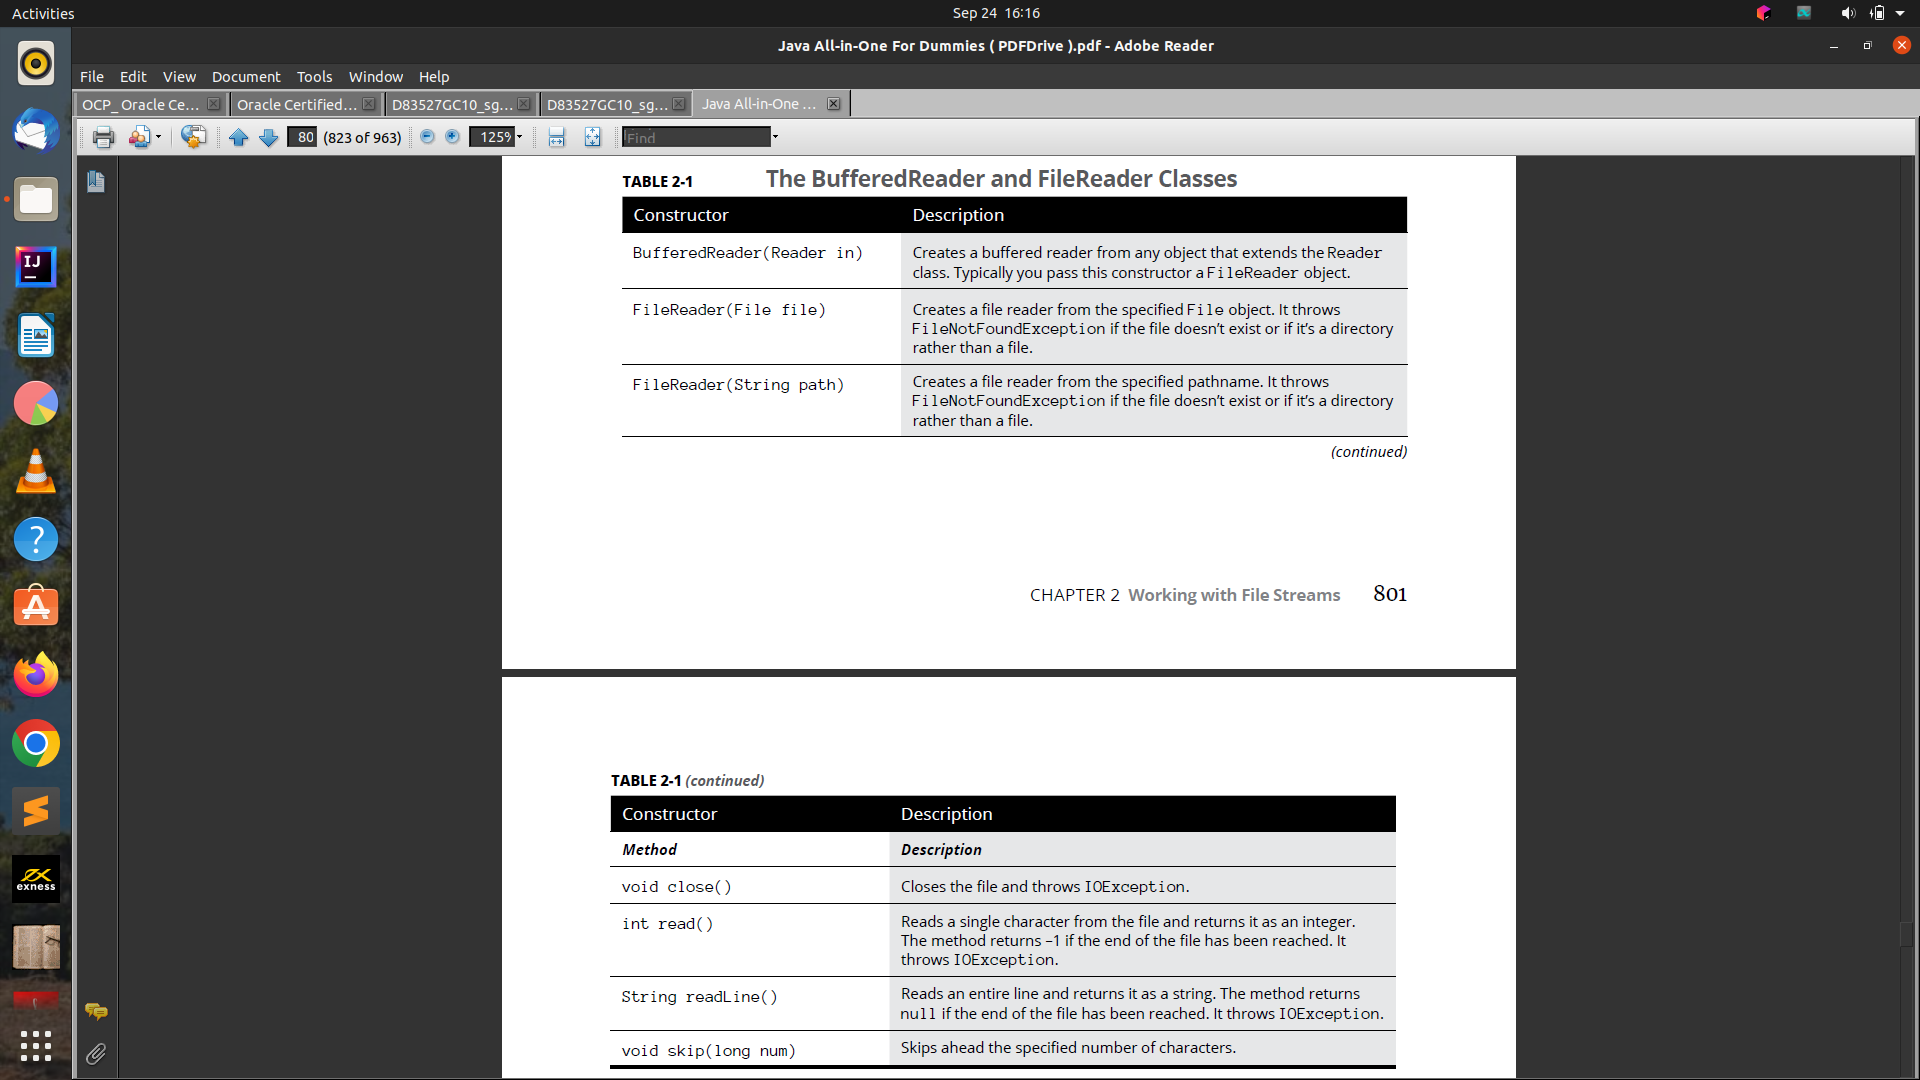 Activities
Sep 24 16:16
Java All-in-One For Dummies ( PDFDrive ).pdf - Adobe Reader
File Edit View Document Tools Window Help
OCP_ Oracle Ce...
Oracle Certified...
D83527GC10_sg...
D83527GC10_sg...
Java All-in-One ...
80 (823 of 963)
125%
Find
TABLE 2-1 The BufferedReader and FileReader Classes
Constructor Description
BufferedReader(Reader in) Creates a buffered reader from any object that extends the Reader
class. Typically you pass this constructor a FileReader object.
FileReader(File file) Creates a file reader from the specified File object. It throws
FileNotFoundException if the file doesn’t exist or if it’s a directory
rather than a file.
FileReader(String path) Creates a file reader from the specified pathname. It throws
FileNotFoundException if the file doesn’t exist or if it’s a directory
rather than a file.
(continued)
CHAPTER 2 Working with File Streams 801
TABLE 2-1 (continued)
Constructor Description
Method Description
void close() Closes the file and throws IOException.
int read() Reads a single character from the file and returns it as an integer.
The method returns –1 if the end of the file has been reached. It
throws IOException.
String readLine() Reads an entire line and returns it as a string. The method returns
null if the end of the file has been reached. It throws IOException.
void skip(long num) Skips ahead the specified number of characters.
IJ
exness